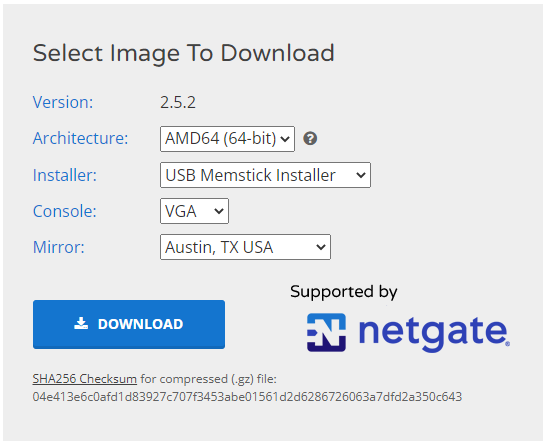 Select Image To Download
Version: 2.5.2
Architecture: AMD64 (64-bit) ?
Installer: USB Memstick Installer
Console: VGA
Mirror: Austin, TX USA
Supported by
DOWNLOAD
netgate®
SHA256 Checksum for compressed (.gz) file:
04e413e6c0afd1d83927c707f3453abe01561d2d6286726063a7dfd2a350c643